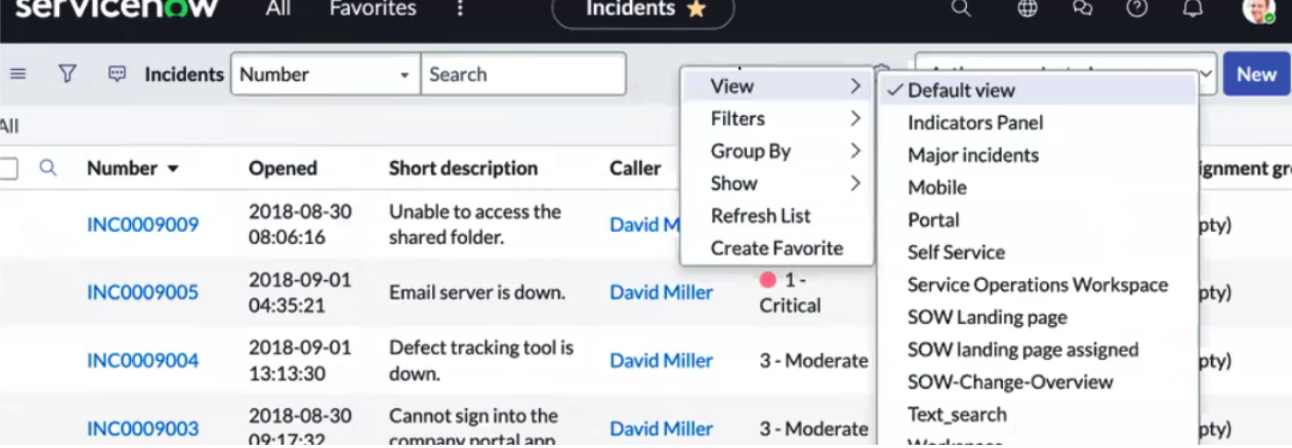 servicenow All Favorites Incidents
Incidents Number Search New
All
Number Opened Short description Caller
INC0009009 2018-08-30 08:06:16 Unable to access the shared folder. David M
INC0009005 2018-09-01 04:35:21 Email server is down. David Miller 1 - Critical
INC0009004 2018-09-01 13:13:30 Defect tracking tool is down. David Miller 3 - Moderate
INC0009003 2018-08-30 09:17:32 Cannot sign into the company portal app David Miller 3 - Moderate
View
Filters
Group By
Show
Refresh List
Create Favorite
Default view
Indicators Panel
Major incidents
Mobile
Portal
Self Service
Service Operations Workspace
SOW Landing page
SOW landing page assigned
SOW-Change-Overview
Text_search
ignment gr
pty)
pty)
pty)
pty)